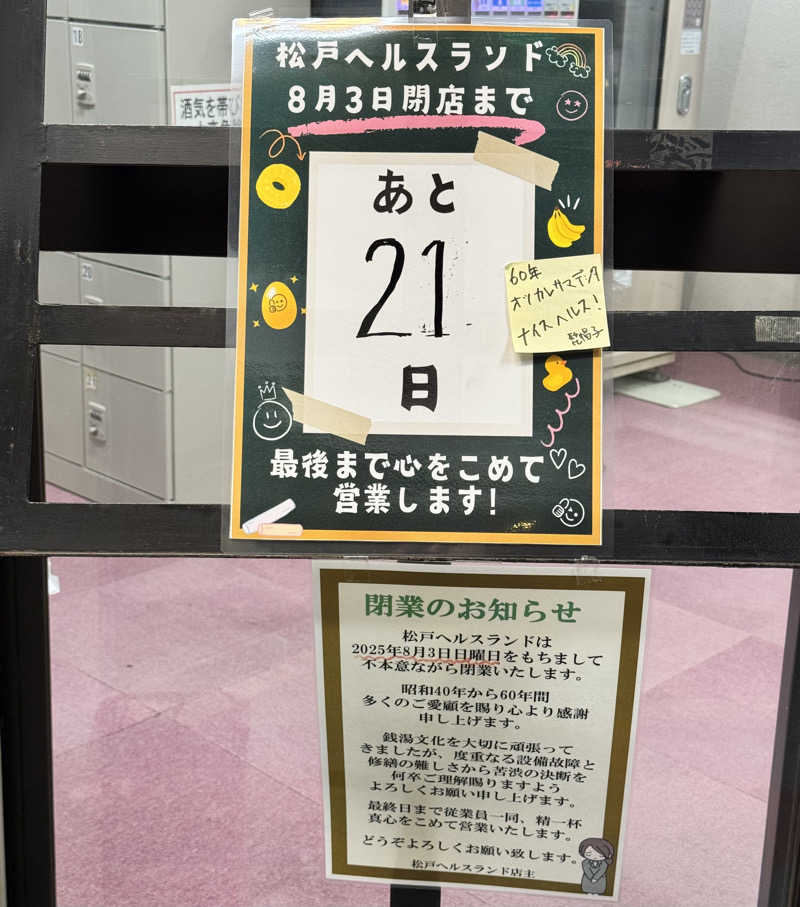 松戸ヘルスランド
8月3日閉店まで
あと
21
日
60年
オツカレサマデシタ
ナイスヘルス!
最後まで心をこめて
営業します!
18
酒気を帯び
20
22
閉業のお知らせ
松戸ヘルスランドは
2025年8月3日日曜日をもちまして
不本意ながら閉業いたします。
昭和40年から60年間
多くのご愛顧を賜り心より感謝
申し上げます。
銭湯文化を大切に頑張って
きましたが、度重なる設備故障と
修繕の難しさから苦渋の決断を
何卒ご理解賜りますよう
よろしくお願い申し上げます。
最終日まで従業員一同、精一杯
真心をこめて営業いたします。
どうぞよろしくお願い致します。
松戸ヘルスランド店主